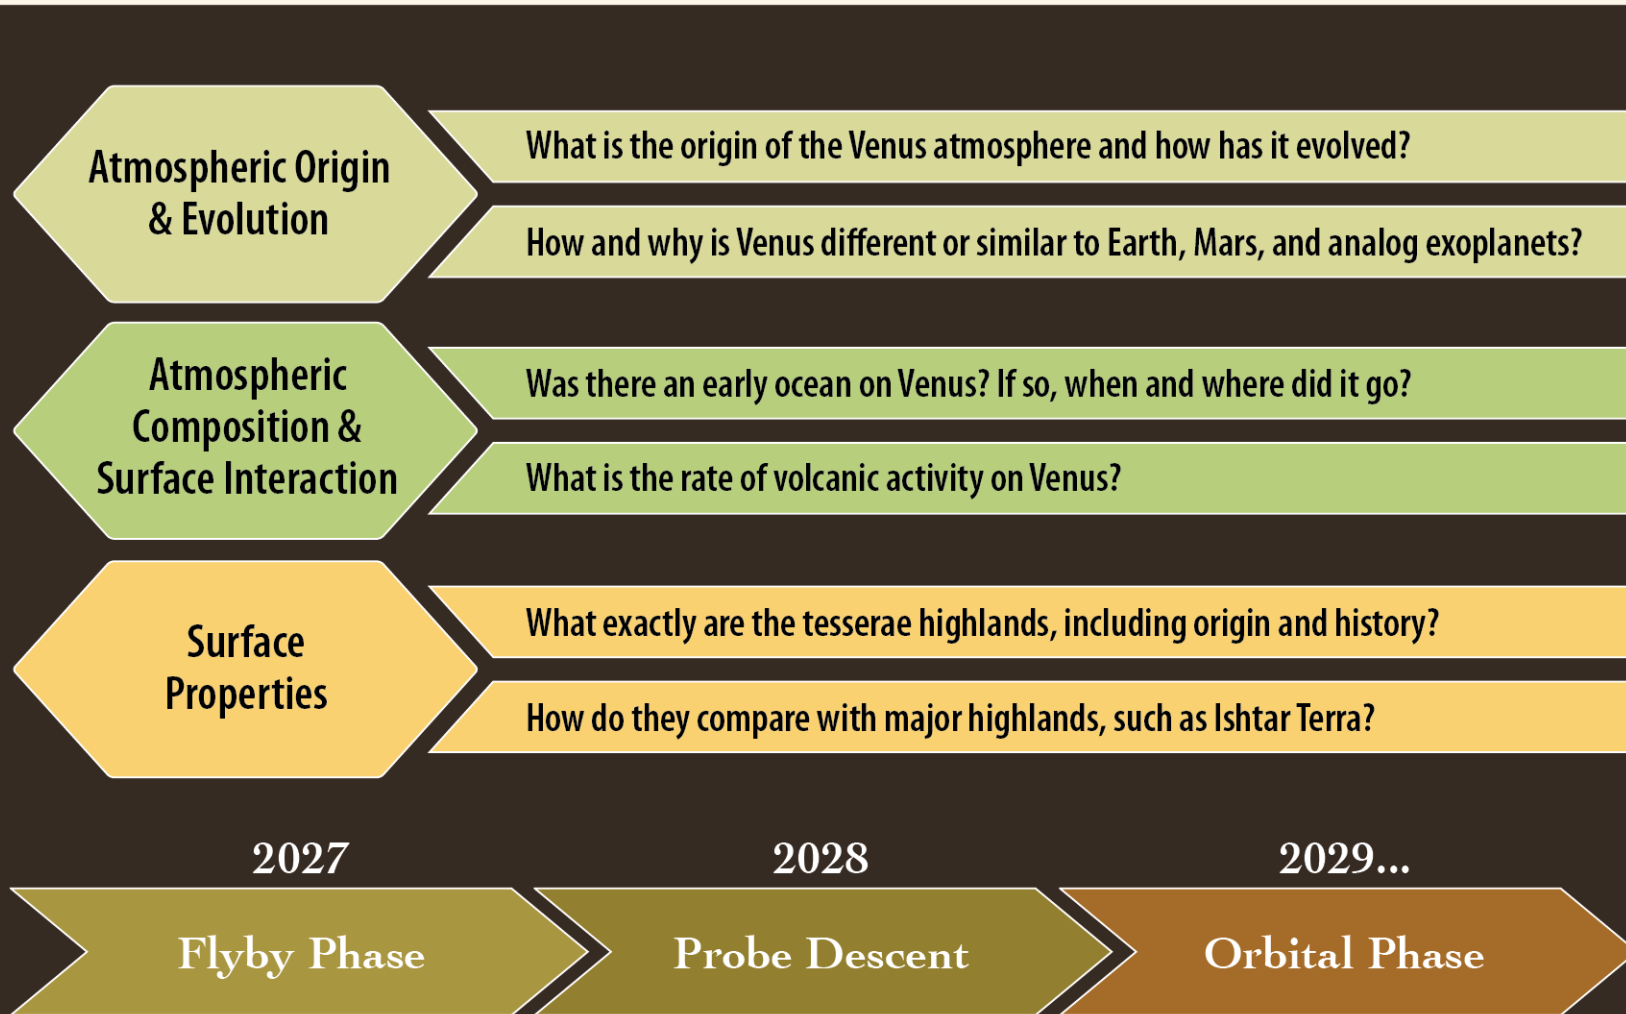 Atmospheric Origin
& Evolution
What is the origin of the Venus atmosphere and how has it evolved?
How and why is Venus different or similar to Earth, Mars, and analog exoplanets?
Atmospheric
Composition &
Surface Interaction
Was there an early ocean on Venus? If so, when and where did it go?
What is the rate of volcanic activity on Venus?
Surface
Properties
What exactly are the tesserae highlands, including origin and history?
How do they compare with major highlands, such as Ishtar Terra?
2027
2028
2029...
Flyby Phase
Probe Descent
Orbital Phase